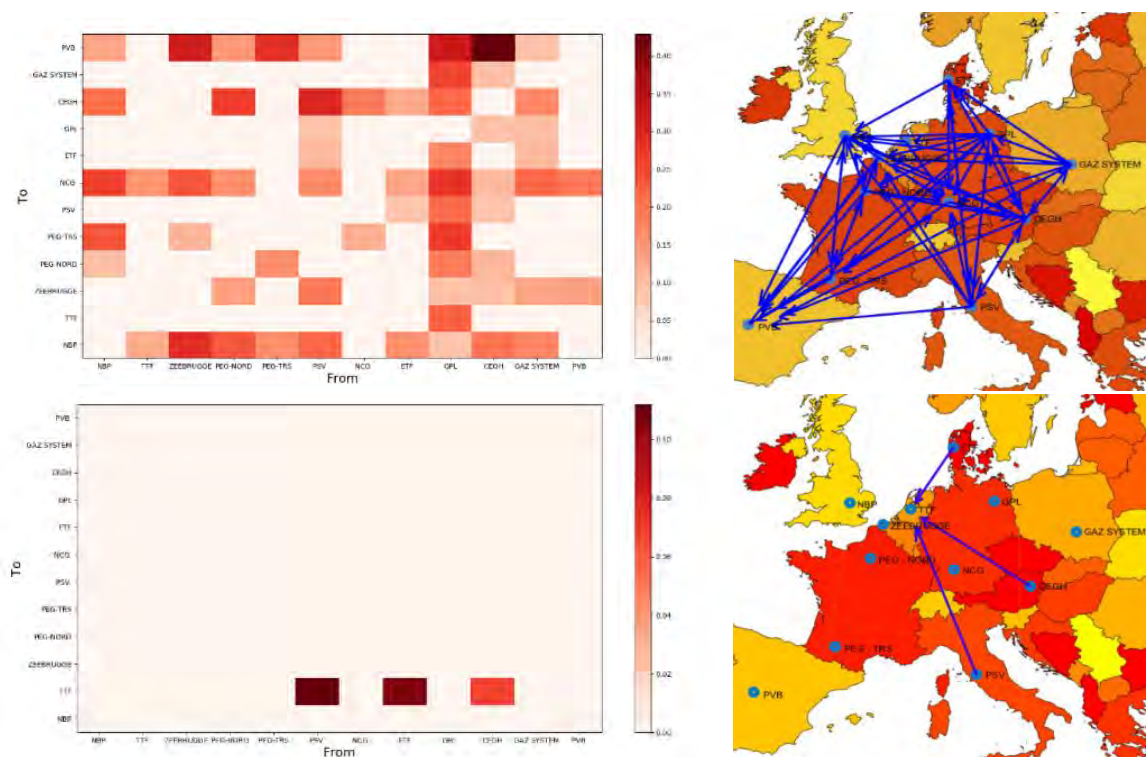 PVB
GAZ SYSTEM
CEGH
GPL
ETF
NCG
PSV
PEG-TRS
PEG-NORD
ZEEBRUGGE
TTF
NBP
To
NBP TTF ZEEBRUGGE PEG-NORD PEG-TRS PSV NCG ETF GPL CEGH GAZ SYSTEM PVB
From
0.40
0.35
0.30
0.25
0.20
0.15
0.10
0.05
0.00
GPL
GAZ SYSTEM
CEGH
PEG - TRS
PSV
PVB
PVB
GAZ SYSTEM
CEGH
GPL
ETF
NCG
PSV
PEG-TRS
PEG-NORD
ZEEBRUGGE
TTF
NBP
To
NBP TTF ZEEBRUGGE PEG-NORD PEG-TRS PSV NCG ETF GPL CEGH GAZ SYSTEM PVB
From
0.10
0.08
0.06
0.04
0.02
0.00
NBP
TTF
GPL
ZEEBRUGGE
GAZ SYSTEM
PEG - NORD
NCG
CEGH
PEG - TRS
PSV
PVB